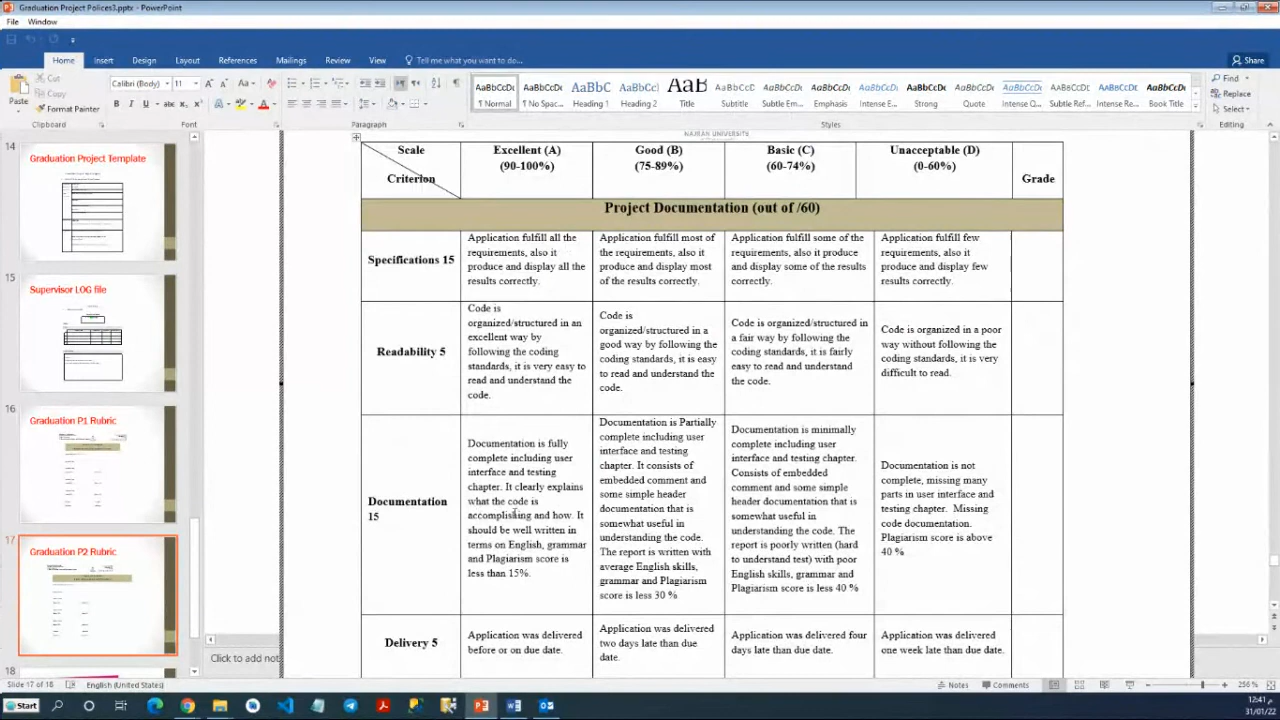 Graduation Project Polices3.pptx - PowerPoint
File Window
Home Insert Design Layout References Mailings Review View Tell me what you want to do... Share
Paste Cut Copy Format Painter
Clipboard
Calibri (Body) 11
Font
Paragraph
AaBbCcDc AaBbCcDc AaBbC AaBbCc AaB AaBbCcD AaBbCcDc AaBbCcDc AaBbCcDc AaBbCcDc AaBbCcDc AaBbCcDc AaBbCcDc AaBbCcDc AaBbCcDc
¶ Normal ¶ No Spac... Heading 1 Heading 2 Title Subtitle Subtle Em... Emphasis Intense E... Strong Quote Intense Q... Subtle Ref... Intense Re... Book Title
Styles
Find
Replace
Select
Editing
14
Graduation Project Template
15
Supervisor LOG file
16
Graduation P1 Rubric
17
Graduation P2 Rubric
18
NAJRAN UNIVERSITY
Scale
Criterion
Excellent (A)
(90-100%)
Good (B)
(75-89%)
Basic (C)
(60-74%)
Unacceptable (D)
(0-60%)
Grade
Project Documentation (out of /60)
Specifications 15
Application fulfill all the
requirements, also it
produce and display all the
results correctly.
Application fulfill most of
the requirements, also it
produce and display most
of the results correctly.
Application fulfill some of the
requirements, also it produce
and display some of the results
correctly.
Application fulfill few
requirements, also it
produce and display few
results correctly.
Readability 5
Code is
organized/structured in an
excellent way by
following the coding
standards, it is very easy to
read and understand the
code.
Code is
organized/structured in a
good way by following the
coding standards, it is easy
to read and understand the
code.
Code is organized/structured in
a fair way by following the
coding standards, it is fairly
easy to read and understand
the code.
Code is organized in a poor
way without following the
coding standards, it is very
difficult to read.
Documentation
15
Documentation is fully
complete including user
interface and testing
chapter. It clearly explains
what the code is
accomplishing and how. It
should be well written in
terms on English, grammar
and Plagiarism score is
less than 15%.
Documentation is Partially
complete including user
interface and testing
chapter. It consists of
embedded comment and
some simple header
documentation that is
somewhat useful in
understanding the code.
The report is written with
average English skills,
grammar and Plagiarism
score is less 30 %
Documentation is minimally
complete including user
interface and testing chapter.
Consists of embedded
comment and some simple
header documentation that is
somewhat useful in
understanding the code. The
report is poorly written (hard
to understand test) with poor
English skills, grammar and
Plagiarism score is less 40 %
Documentation is not
complete, missing many
parts in user interface and
testing chapter. Missing
code documentation.
Plagiarism score is above
40 %
Delivery 5
Application was delivered
before or on due date.
Application was delivered
two days late than due
date.
Application was delivered four
days late than due date.
Application was delivered
one week late than due date.
Click to add not
Slide 17 of 18 English (United States) Notes Comments 256 %
Start
12:41 م
31/01/22